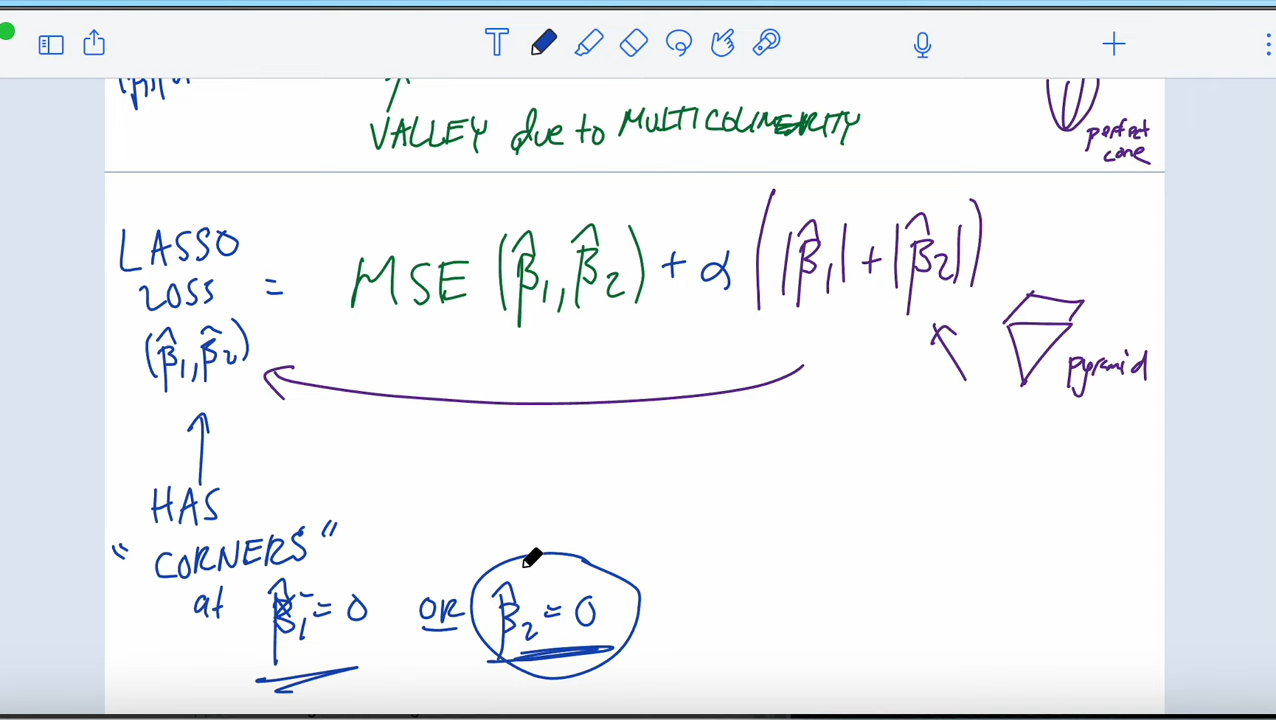 VALLEY due to MULTICOLINERITY
perfect
cone
LASSO
LOSS
(β̂₁, β̂₂)
= MSE (β̂₁, β̂₂) + α (|β̂₁| + |β̂₂|)
pyramid
HAS
"CORNERS"
at β̂₁ = 0 OR β̂₂ = 0